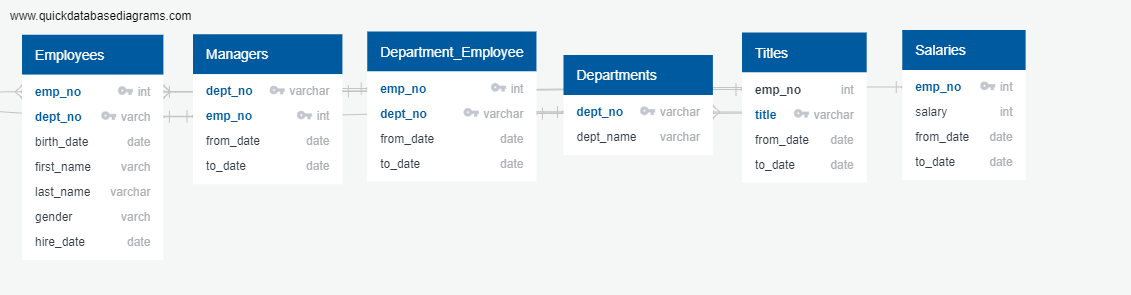 www.quickdatabasediagrams.com
Employees
emp_no int
dept_no varch
birth_date date
first_name varch
last_name varchar
gender varch
hire_date date
Managers
dept_no varchar
emp_no int
from_date date
to_date date
Department_Employee
emp_no int
dept_no varchar
from_date date
to_date date
Departments
dept_no varchar
dept_name varchar
Titles
emp_no int
title varchar
from_date date
to_date date
Salaries
emp_no int
salary int
from_date date
to_date date